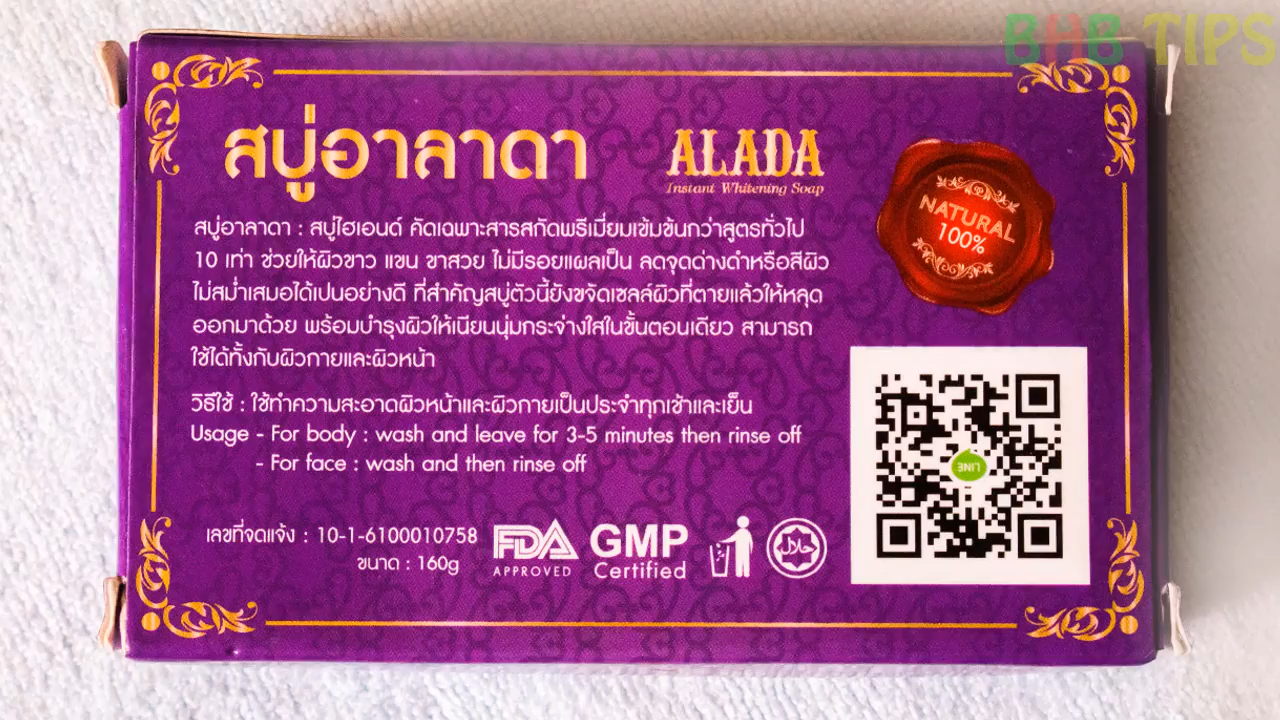 BHB TIPS
สบู่อาลาดา
ALADA
Instant Whitening Soap
NATURAL
100%
สบู่อาลาดา : สบู่ไฮเอนด์ คัดเฉพาะสารสกัดพรีเมี่ยมเข้มข้นกว่าสูตรทั่วไป
10 เท่า ช่วยให้ผิวขาว แขน ขาสวย ไม่มีรอยแผลเป็น ลดจุดด่างดำหรือสีผิว
ไม่สม่ำเสมอได้เปนอย่างดี ที่สำคัญสบู่ตัวนี้ยังขจัดเซลล์ผิวที่ตายแล้วให้หลุด
ออกมาด้วย พร้อมบำรุงผิวให้เนียนนุ่มกระจ่างใสในขั้นตอนเดียว สามารถ
ใช้ได้ทั้งกับผิวกายและผิวหน้า
วิธีใช้ : ใช้ทำความสะอาดผิวหน้าและผิวกายเป็นประจำทุกเช้าและเย็น
Usage - For body : wash and leave for 3-5 minutes then rinse off
- For face : wash and then rinse off
LINE
เลขที่จดแจ้ง : 10-1-6100010758
ขนาด : 160g
FDA
APPROVED
GMP
Certified
حلال